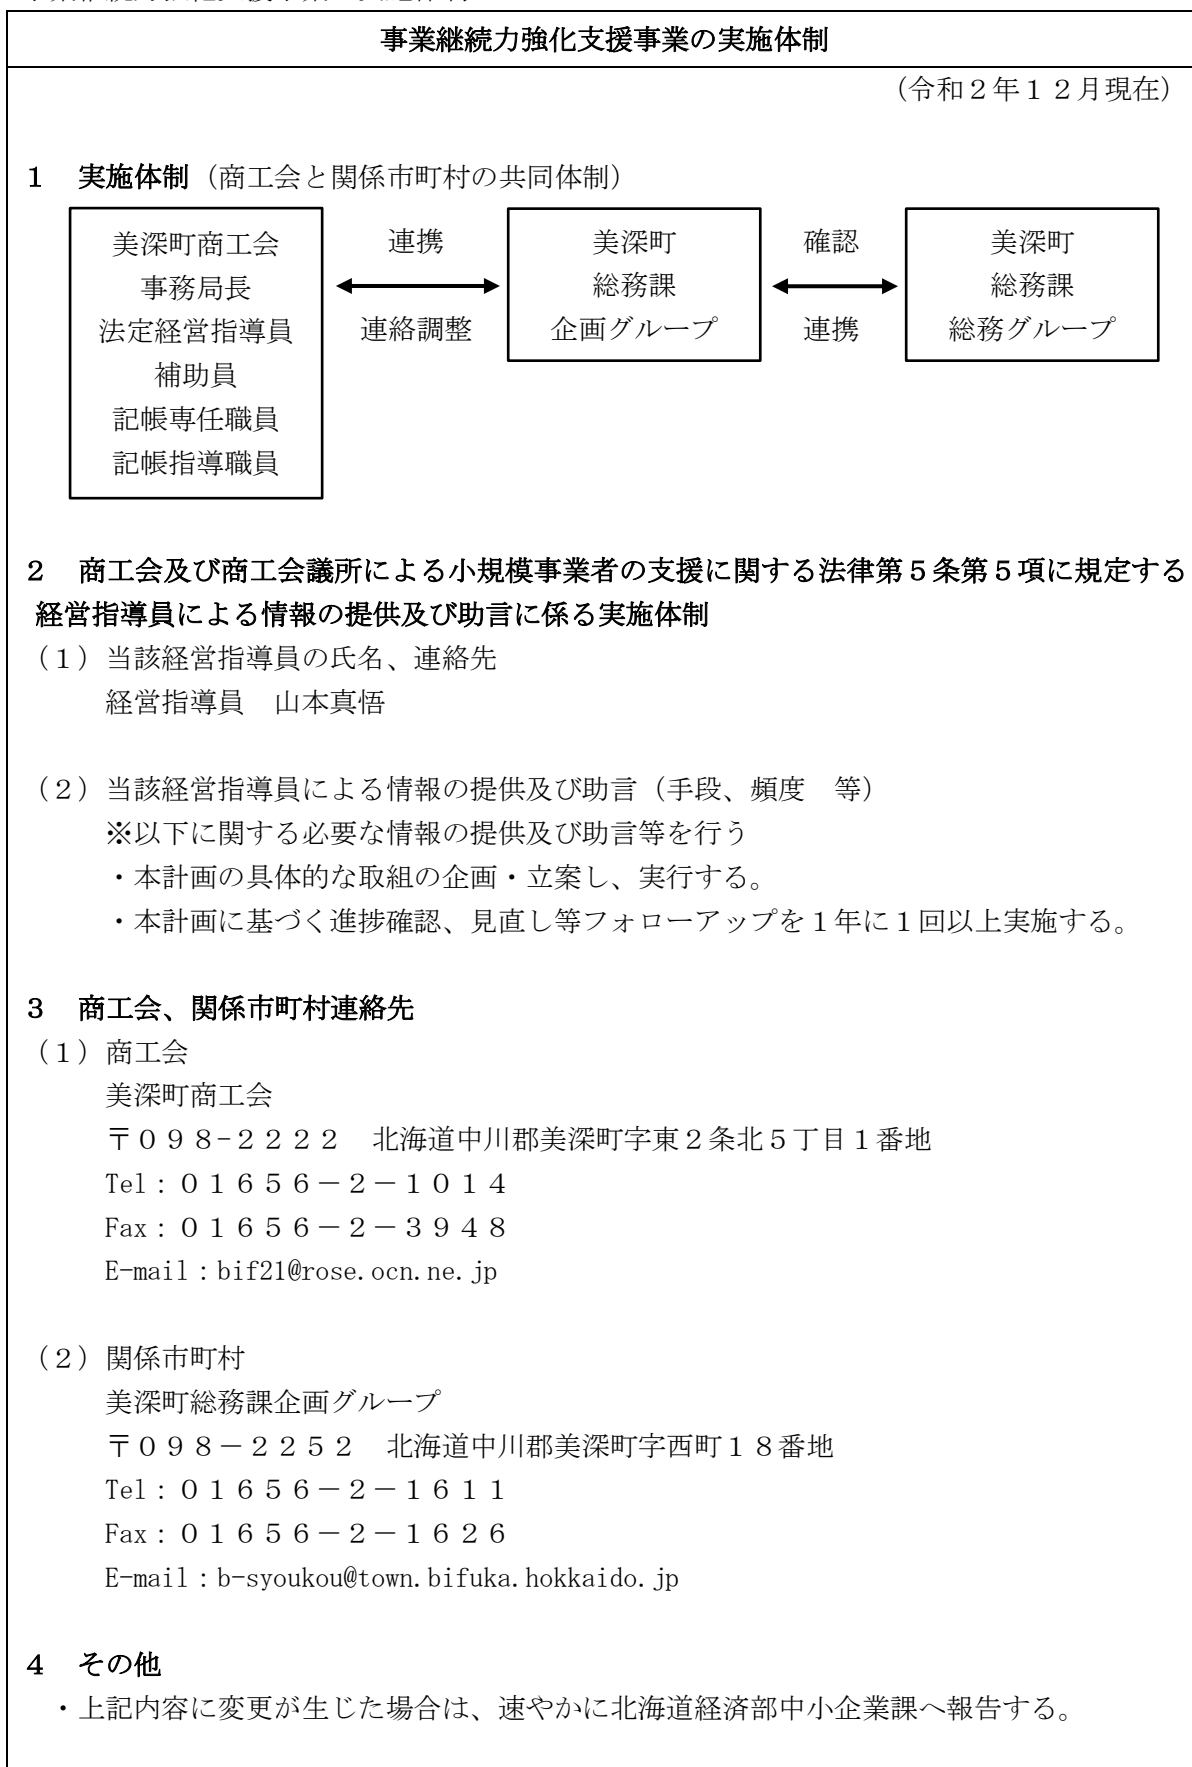 事業継続力強化支援事業の実施体制
（令和２年１２月現在）
１　実施体制（商工会と関係市町村の共同体制）
美深町商工会
事務局長
法定経営指導員
補助員
記帳専任職員
記帳指導職員
連携
連絡調整
美深町
総務課
企画グループ
確認
連携
美深町
総務課
総務グループ
２　商工会及び商工会議所による小規模事業者の支援に関する法律第５条第５項に規定する
経営指導員による情報の提供及び助言に係る実施体制
（１）当該経営指導員の氏名、連絡先
経営指導員　山本真悟
（２）当該経営指導員による情報の提供及び助言（手段、頻度　等）
※以下に関する必要な情報の提供及び助言等を行う
・本計画の具体的な取組の企画・立案し、実行する。
・本計画に基づく進捗確認、見直し等フォローアップを１年に１回以上実施する。
３　商工会、関係市町村連絡先
（１）商工会
美深町商工会
〒０９８-２２２２　北海道中川郡美深町字東２条北５丁目１番地
Tel：０１６５６－２－１０１４
Fax：０１６５６－２－３９４８
E-mail：bif21@rose.ocn.ne.jp
（２）関係市町村
美深町総務課企画グループ
〒０９８－２２５２　北海道中川郡美深町字西町１８番地
Tel：０１６５６－２－１６１１
Fax：０１６５６－２－１６２６
E-mail：b-syoukou@town.bifuka.hokkaido.jp
４　その他
・上記内容に変更が生じた場合は、速やかに北海道経済部中小企業課へ報告する。